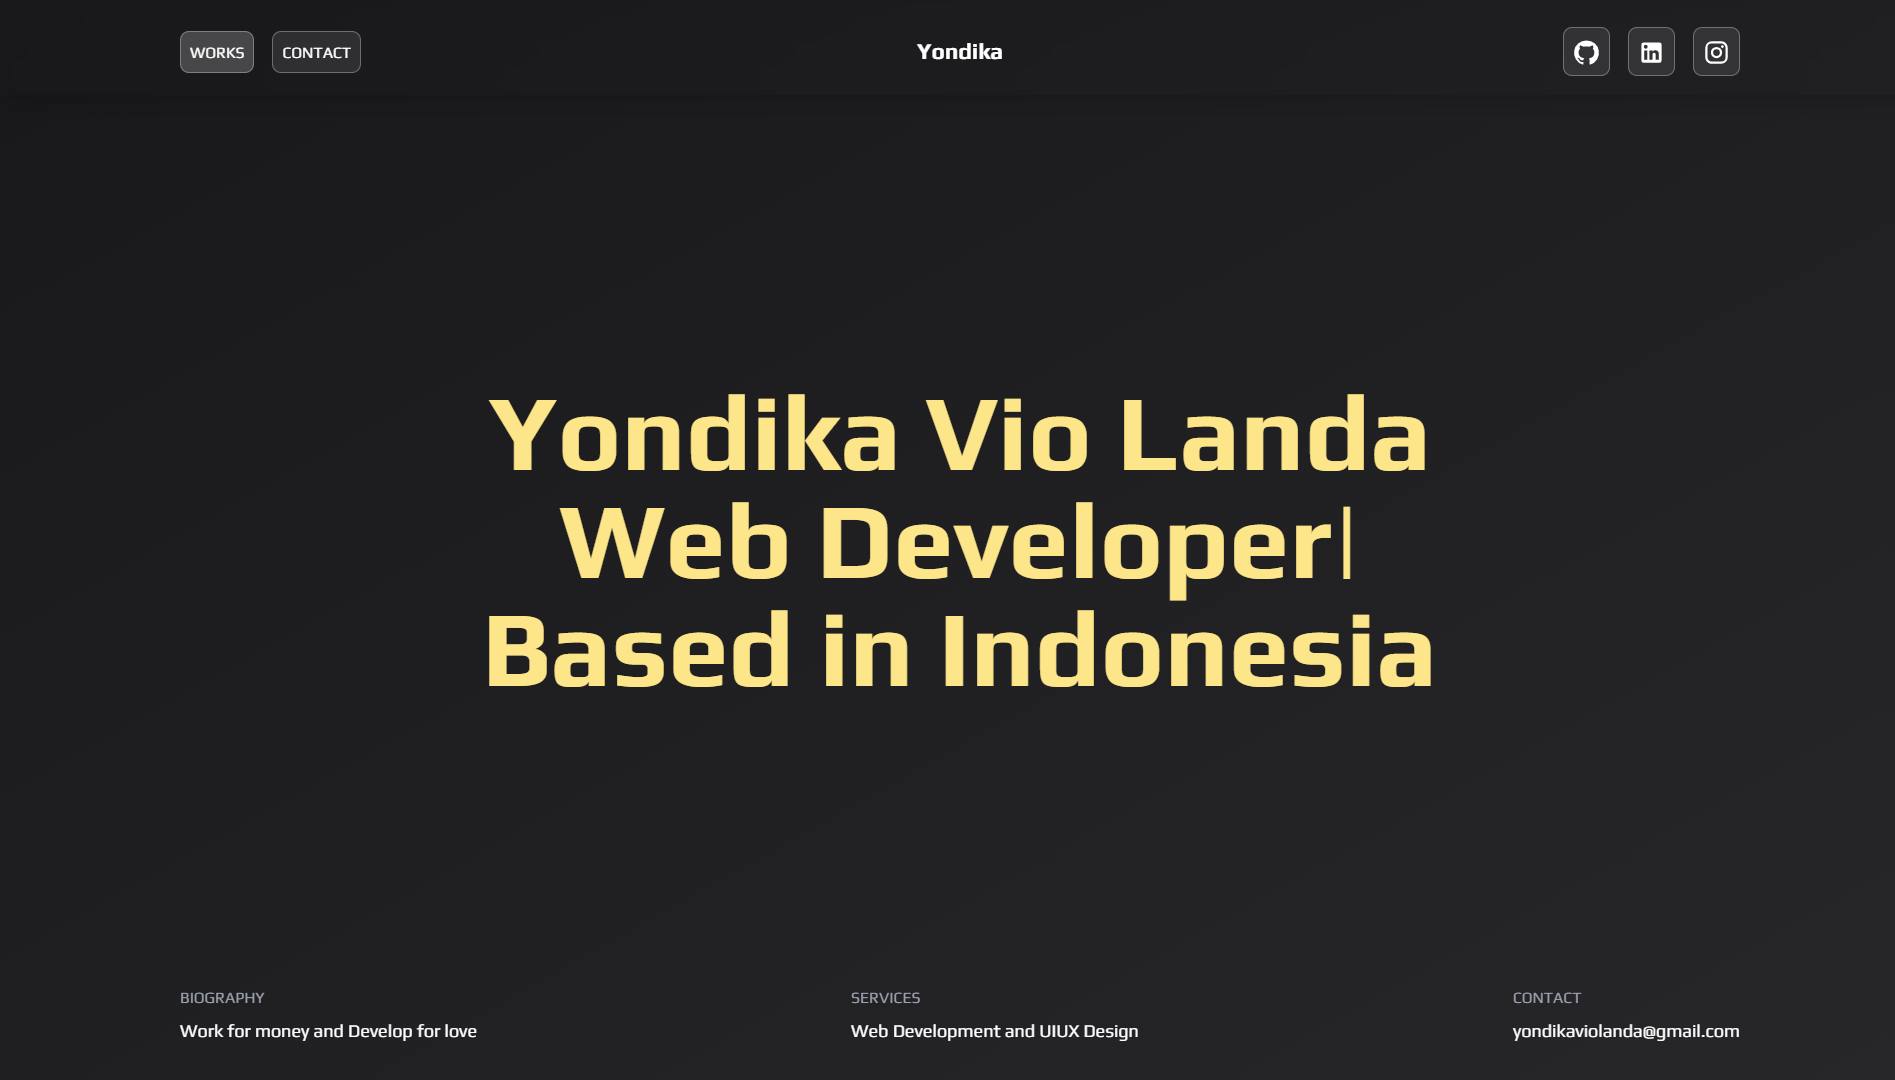 WORKS
CONTACT
Yondika
Yondika Vio Landa
Web Developer|
Based in Indonesia
BIOGRAPHY
Work for money and Develop for love
SERVICES
Web Development and UIUX Design
CONTACT
yondikaviolanda@gmail.com